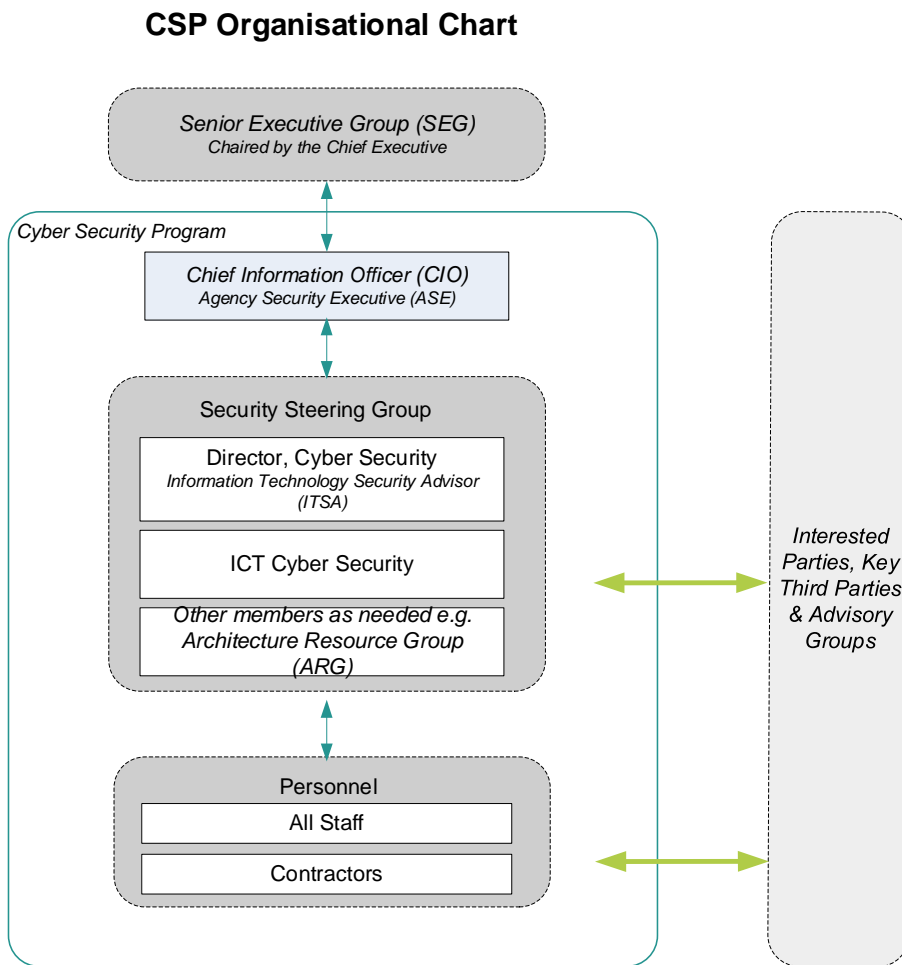 CSP Organisational Chart
Senior Executive Group (SEG)
Chaired by the Chief Executive
Cyber Security Program
Chief Information Officer (CIO)
Agency Security Executive (ASE)
Security Steering Group
Director, Cyber Security
Information Technology Security Advisor
(ITSA)
ICT Cyber Security
Other members as needed e.g.
Architecture Resource Group
(ARG)
Personnel
All Staff
Contractors
Interested
Parties, Key
Third Parties
& Advisory
Groups